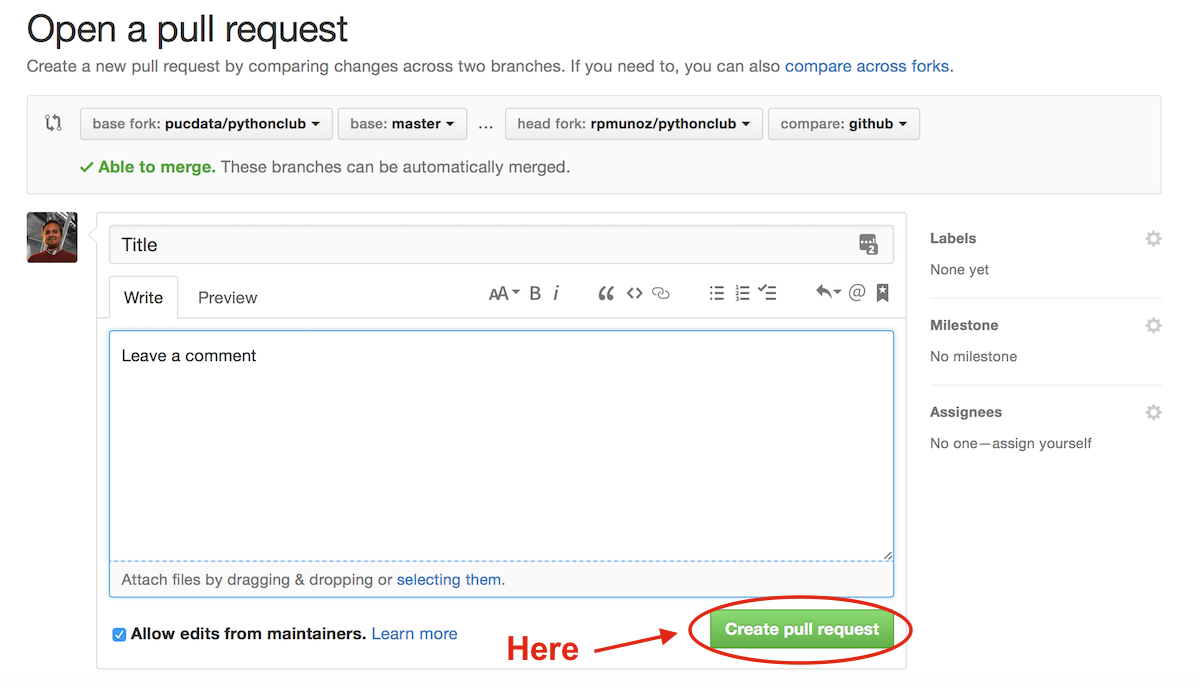 Open a pull request
Create a new pull request by comparing changes across two branches. If you need to, you can also compare across forks.
base fork: pucdata/pythonclub base: master ... head fork: rpmunoz/pythonclub compare: github
Able to merge. These branches can be automatically merged.
Title
2
Write Preview AA B i “ <> 1 2 3 @
Leave a comment
Attach files by dragging & dropping or selecting them.
Allow edits from maintainers. Learn more
Here
Create pull request
Labels
None yet
Milestone
No milestone
Assignees
No one—assign yourself